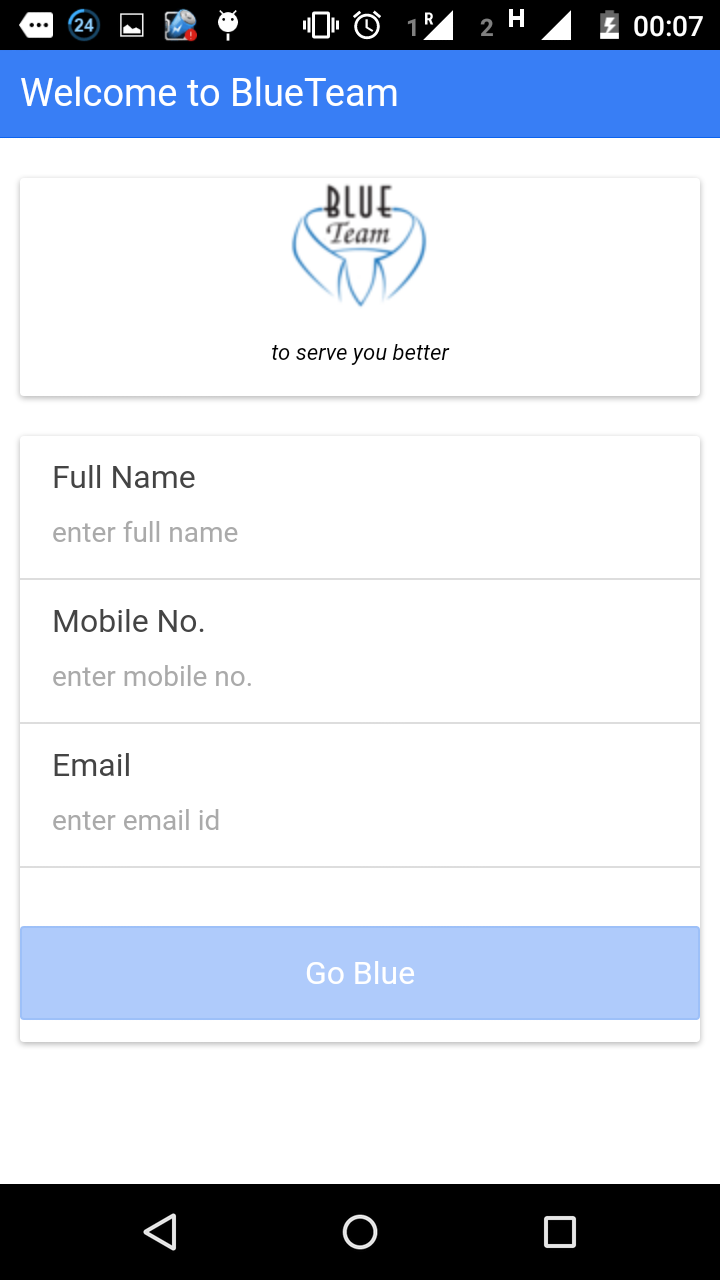 24 1 R 2 H 00:07
Welcome to BlueTeam
BLUE
Team
to serve you better
Full Name
enter full name
Mobile No.
enter mobile no.
Email
enter email id
Go Blue